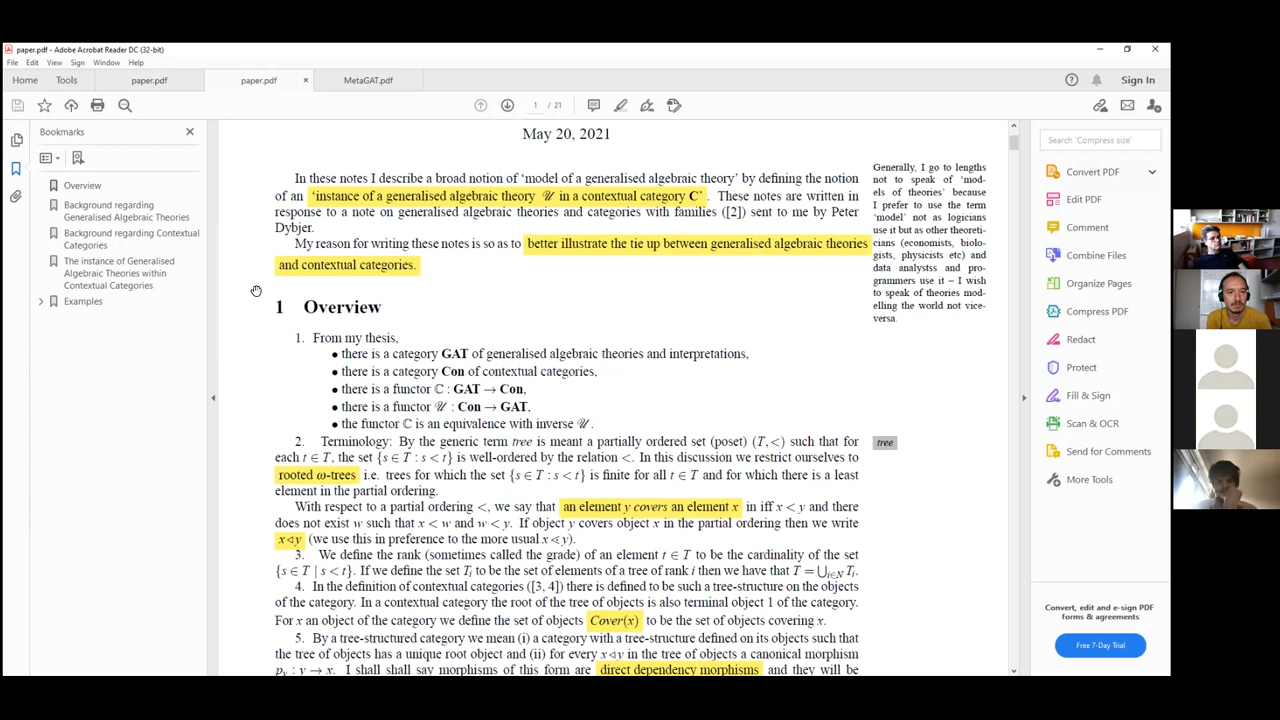 paper.pdf - Adobe Acrobat Reader DC (32-bit)
File Edit View Sign Window Help
Home Tools paper.pdf paper.pdf × MetaGAT.pdf Sign In
1 / 21
Bookmarks
Overview
Background regarding
Generalised Algebraic Theories
Background regarding Contextual
Categories
The instance of Generalised
Algebraic Theories within
Contextual Categories
Examples
May 20, 2021
In these notes I describe a broad notion of ‘model of a generalised algebraic theory’ by defining the notion
of an ‘instance of a generalised algebraic theory 𝒰 in a contextual category C’. These notes are written in
response to a note on generalised algebraic theories and categories with families ([2]) sent to me by Peter
Dybjer.
My reason for writing these notes is so as to better illustrate the tie up between generalised algebraic theories
and contextual categories.
Generally, I go to lengths
not to speak of ‘mod-
els of theories’ because
I prefer to use the term
‘model’ not as logicians
use it but as other theoreti-
cians (economists, biolo-
gists, physicists etc) and
data analystss and pro-
grammers use it – I wish
to speak of theories mod-
elling the world not vice-
versa.
1 Overview
1. From my thesis,
• there is a category GAT of generalised algebraic theories and interpretations,
• there is a category Con of contextual categories,
• there is a functor ℂ : GAT → Con,
• there is a functor 𝒰 : Con → GAT,
• the functor ℂ is an equivalence with inverse 𝒰.
2. Terminology: By the generic term tree is meant a partially ordered set (poset) (T,<) such that for
each t ∈ T, the set {s ∈ T : s < t} is well-ordered by the relation <. In this discussion we restrict ourselves to
rooted ω-trees i.e. trees for which the set {s ∈ T : s < t} is finite for all t ∈ T and for which there is a least
element in the partial ordering.
tree
With respect to a partial ordering <, we say that an element y covers an element x in iff x < y and there
does not exist w such that x < w and w < y. If object y covers object x in the partial ordering then we write
x ◃ y (we use this in preference to the more usual x ⋖ y).
3. We define the rank (sometimes called the grade) of an element t ∈ T to be the cardinality of the set
{s ∈ T | s < t}. If we define the set Tᵢ to be the set of elements of a tree of rank i then we have that T = ⋃ᵢ∈N Tᵢ.
4. In the definition of contextual categories ([3, 4]) there is defined to be such a tree-structure on the objects
of the category. In a contextual category the root of the tree of objects is also terminal object 1 of the category.
For x an object of the category we define the set of objects Cover(x) to be the set of objects covering x.
5. By a tree-structured category we mean (i) a category with a tree-structure defined on its objects such that
the tree of objects has a unique root object and (ii) for every x ◃ y in the tree of objects a canonical morphism
p_y : y → x. I shall shall say morphisms of this form are direct dependency morphisms and they will be
Search 'Compress size'
Convert PDF
Edit PDF
Comment
Combine Files
Organize Pages
Compress PDF
Redact
Protect
Fill & Sign
Scan & OCR
Send for Comments
More Tools
Convert, edit and e-sign PDF
forms & agreements
Free 7-Day Trial